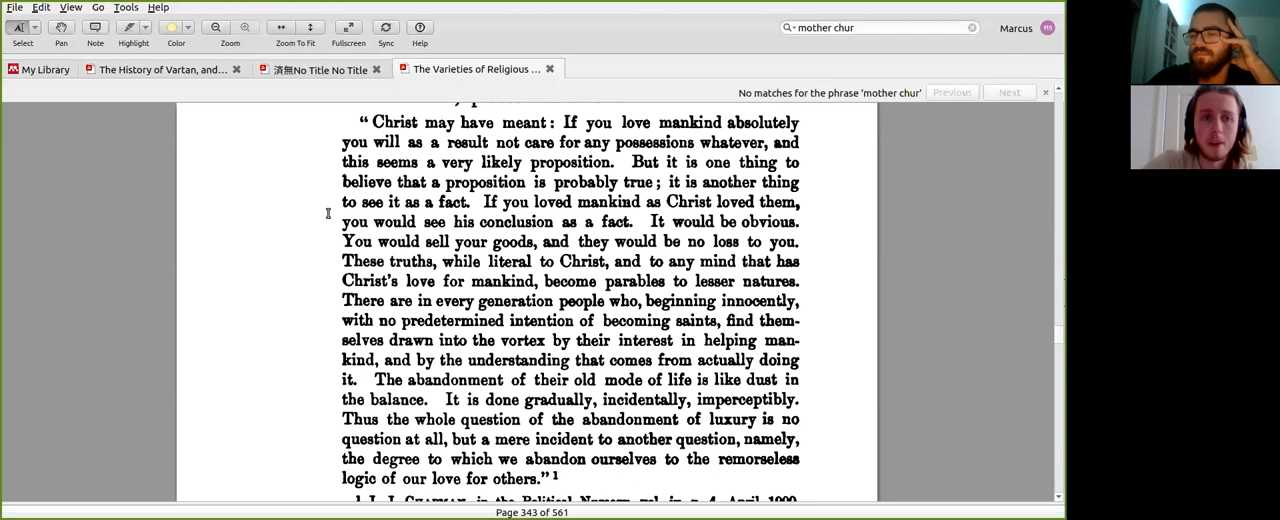 File Edit View Go Tools Help
Select Pan Note Highlight Color Zoom Zoom To Fit Fullscreen Sync Help
mother chur
Marcus MS
My Library The History of Vartan, and... 済無No Title No Title The Varieties of Religious ...
No matches for the phrase 'mother chur' Previous Next
“ Christ may have meant : If you love mankind absolutely
you will as a result not care for any possessions whatever, and
this seems a very likely proposition. But it is one thing to
believe that a proposition is probably true ; it is another thing
to see it as a fact. If you loved mankind as Christ loved them,
you would see his conclusion as a fact. It would be obvious.
You would sell your goods, and they would be no loss to you.
These truths, while literal to Christ, and to any mind that has
Christ's love for mankind, become parables to lesser natures.
There are in every generation people who, beginning innocently,
with no predetermined intention of becoming saints, find them-
selves drawn into the vortex by their interest in helping man-
kind, and by the understanding that comes from actually doing
it. The abandonment of their old mode of life is like dust in
the balance. It is done gradually, incidentally, imperceptibly.
Thus the whole question of the abandonment of luxury is no
question at all, but a mere incident to another question, namely,
the degree to which we abandon ourselves to the remorseless
logic of our love for others.” 1
Page 343 of 561